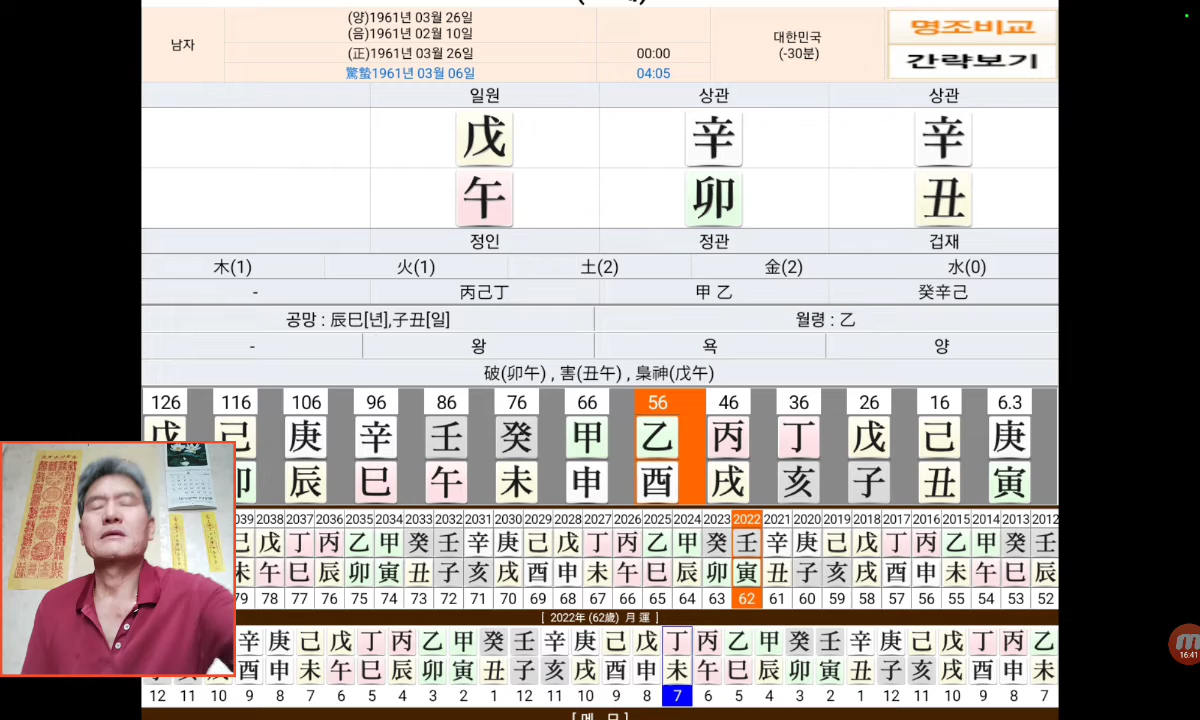 (양)1961년 03월 26일
(음)1961년 02월 10일
남자
(正)1961년 03월 26일 00:00
驚蟄1961년 03월 06일 04:05
대한민국
(-30분)
명조비교
간략보기
일원 상관 상관
戊 辛 辛
午 卯 丑
정인 정관 겁재
木(1) 火(1) 土(2) 金(2) 水(0)
- 丙己丁 甲 乙 癸辛己
공망 : 辰巳[년],子丑[일] 월령 : 乙
- 왕 욕 양
破(卯午) , 害(丑午) , 梟神(戊午)
126 116 106 96 86 76 66 56 46 36 26 16 6.3
戊 己 庚 辛 壬 癸 甲 乙 丙 丁 戊 己 庚
卯 辰 巳 午 未 申 酉 戌 亥 子 丑 寅
2038 2037 2036 2035 2034 2033 2032 2031 2030 2029 2028 2027 2026 2025 2024 2023 2022 2021 2020 2019 2018 2017 2016 2015 2014 2013 2012
己 戊 丁 丙 乙 甲 癸 壬 辛 庚 己 戊 丁 丙 乙 甲 癸 壬 辛 庚 己 戊 丁 丙 乙 甲 癸 壬
未 午 巳 辰 卯 寅 丑 子 亥 戌 酉 申 未 午 巳 辰 卯 寅 丑 子 亥 戌 酉 申 未 午 巳 辰
79 78 77 76 75 74 73 72 71 70 69 68 67 66 65 64 63 62 61 60 59 58 57 56 55 54 53 52
[ 2022年 (62歲) 月 運 ]
辛 庚 己 戊 丁 丙 乙 甲 癸 壬 辛 庚 己 戊 丁 丙 乙 甲 癸 壬 辛 庚 己 戊 丁 丙 乙
酉 申 未 午 巳 辰 卯 寅 丑 子 亥 戌 酉 申 未 午 巳 辰 卯 寅 丑 子 亥 戌 酉 申 未
12 11 10 9 8 7 6 5 4 3 2 1 12 11 10 9 8 7 6 5 4 3 2 1 12 11 10 9 8 7
16:41